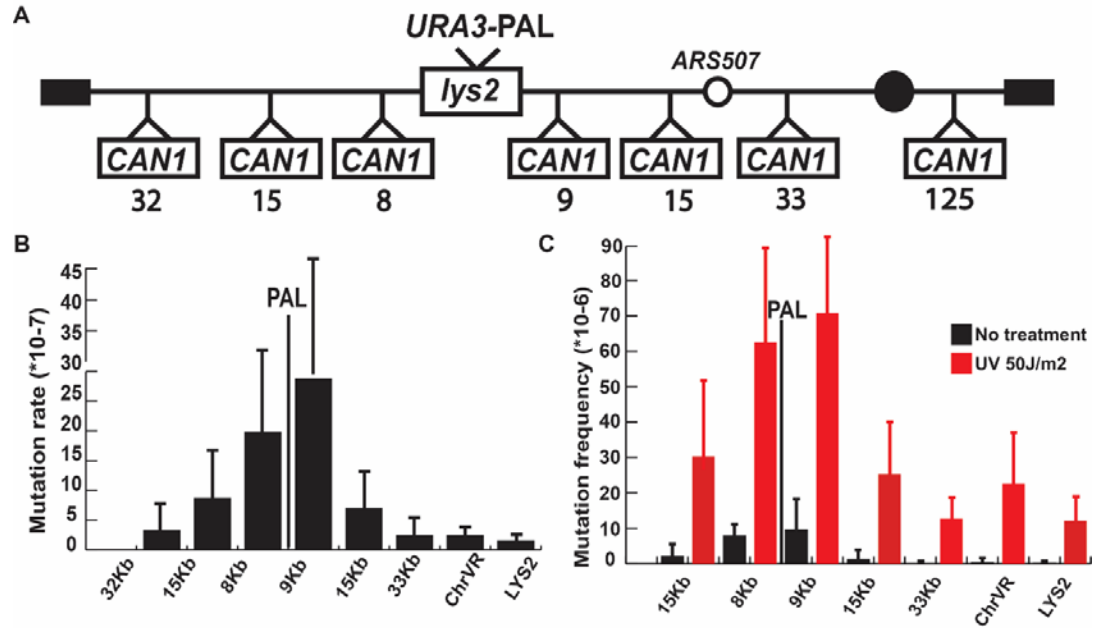 A
URA3-PAL
lys2
ARS507
CAN1 CAN1 CAN1 CAN1 CAN1 CAN1 CAN1
32 15 8 9 15 33 125
B
Mutation rate (*10-7)
45
40
35
30
25
20
15
10
5
0
PAL
32Kb 15Kb 8Kb 9Kb 15Kb 33Kb ChrVR LYS2
C
Mutation frequency (*10-6)
90
80
70
60
50
40
30
20
10
0
PAL
No treatment
UV 50J/m2
15Kb 8Kb 9Kb 15Kb 33Kb ChrVR LYS2